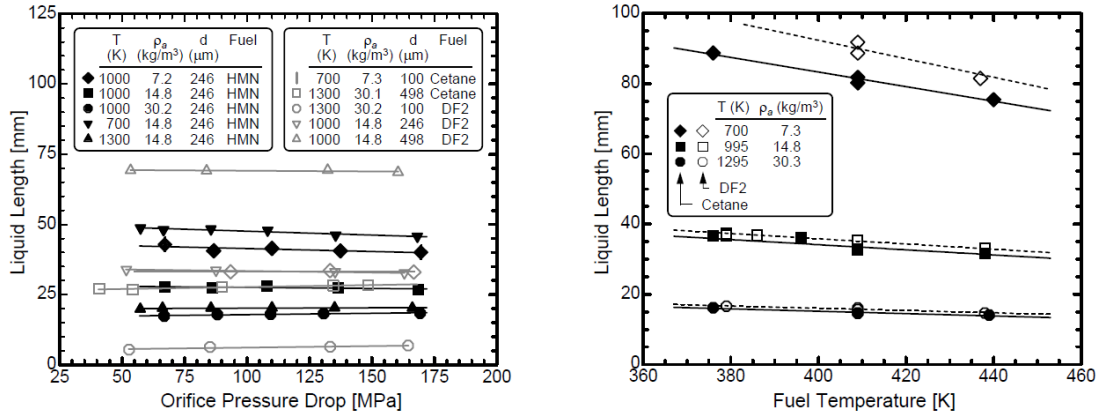 Liquid Length [mm]
125
100
75
50
25
0
T ρa d Fuel
(K) (kg/m³) (μm)
1000 7.2 246 HMN
1000 14.8 246 HMN
1000 30.2 246 HMN
700 14.8 246 HMN
1300 14.8 246 HMN
T ρa d Fuel
(K) (kg/m³) (μm)
700 7.3 100 Cetane
1300 30.1 498 Cetane
1300 30.2 100 DF2
1000 14.8 246 DF2
1000 14.8 498 DF2
25 50 75 100 125 150 175 200
Orifice Pressure Drop [MPa]
Liquid Length [mm]
100
80
60
40
20
0
T (K) ρa (kg/m³)
700 7.3
995 14.8
1295 30.3
DF2
Cetane
360 380 400 420 440 460
Fuel Temperature [K]